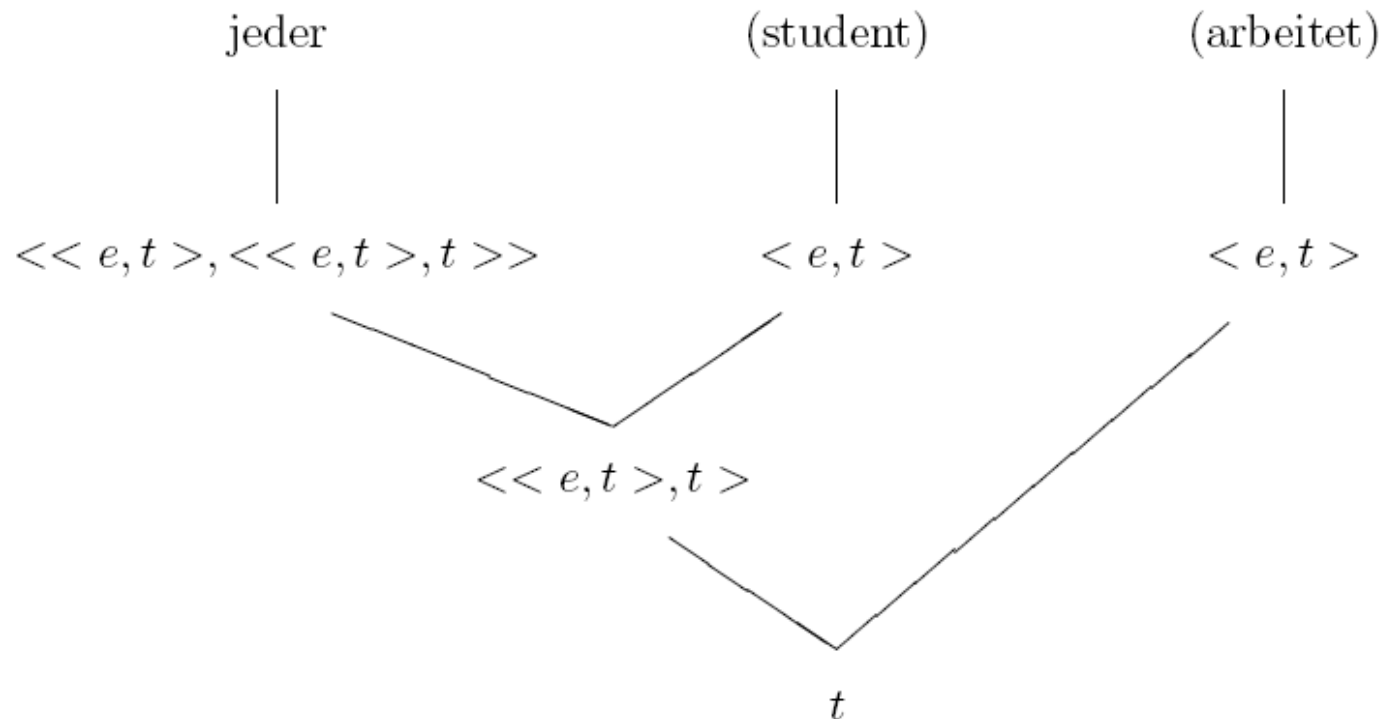 jeder (student) (arbeitet)
<< e, t >, << e, t >, t >> < e, t > < e, t >
<< e, t >, t >
t